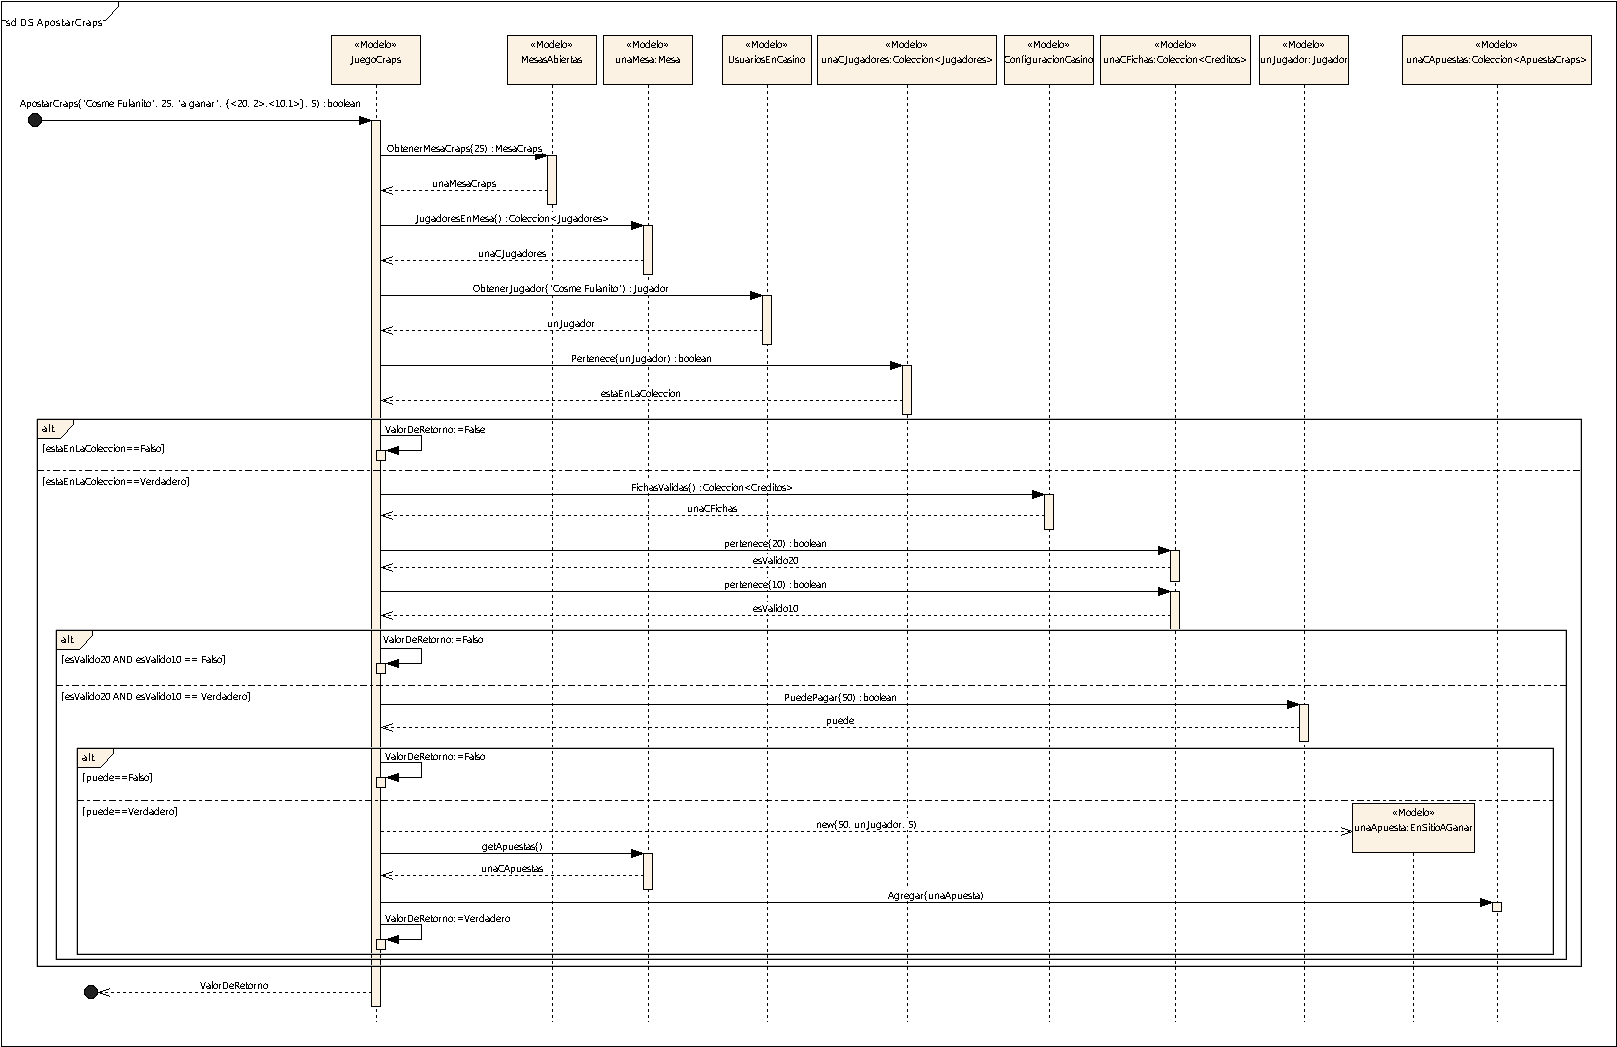 sd DS ApostarCraps
«Modelo»
JuegoCraps
«Modelo»
MesasAbiertas
«Modelo»
unaMesa: Mesa
«Modelo»
UsuariosEnCasino
«Modelo»
unaCJugadores: Coleccion<Jugadores>
«Modelo»
ConfiguracionCasino
«Modelo»
unaCFichas: Coleccion<Creditos>
«Modelo»
unJugador: Jugador
«Modelo»
unaCApuestas: Coleccion<ApuestaCraps>
ApostarCraps('Cosme Fulanito', 25, 'a ganar', {<20, 2>,<10,1>}, 5) : boolean
ObtenerMesaCraps(25) : MesaCraps
unaMesaCraps
JugadoresEnMesa() : Coleccion<Jugadores>
unaCJugadores
ObtenerJugador('Cosme Fulanito') : Jugador
unJugador
Pertenece(unJugador) : boolean
estaEnLaColeccion
alt
ValorDeRetorno:=False
[estaEnLaColeccion==Falso]
[estaEnLaColeccion==Verdadero]
FichasValidas() : Coleccion<Creditos>
unaCFichas
pertenece(20) : boolean
esValido20
pertenece(10) : boolean
esValido10
alt
ValorDeRetorno:=Falso
[esValido20 AND esValido10 == Falso]
[esValido20 AND esValido10 == Verdadero]
PuedePagar(50) : boolean
puede
alt
ValorDeRetorno:=Falso
[puede==Falso]
[puede==Verdadero]
«Modelo»
unaApuesta: EnSitioAGanar
new(50, unJugador, 5)
getApuestas()
unaCApuestas
Agregar(unaApuesta)
ValorDeRetorno:=Verdadero
ValorDeRetorno